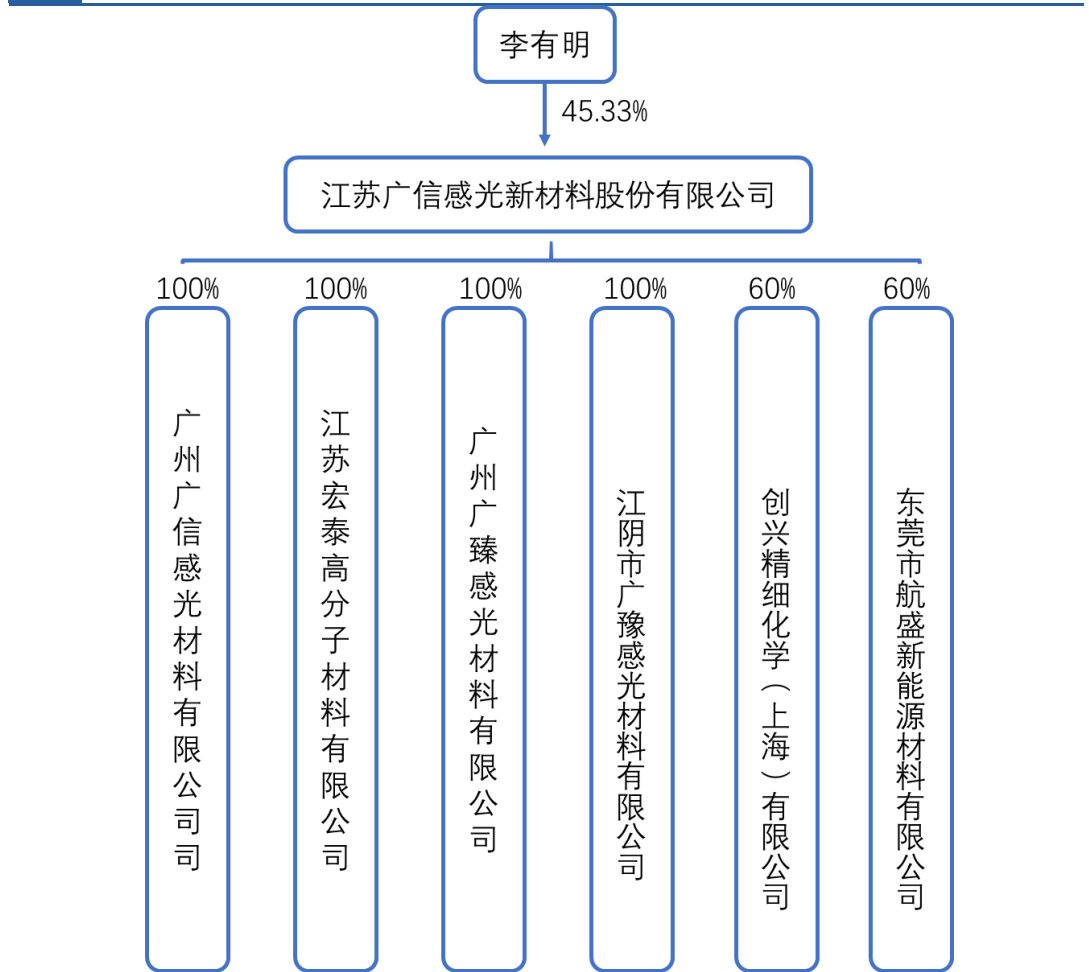 李有明
45.33%
江苏广信感光新材料股份有限公司
100%
100%
100%
100%
60%
60%
广州广信感光材料有限公司司
江苏宏泰高分子材料有限公司
广州广臻感光材料有限公司
江阴市广豫感光材料有限公司
创兴精细化学（上海）有限公司
东莞市航盛新能源材料有限公司